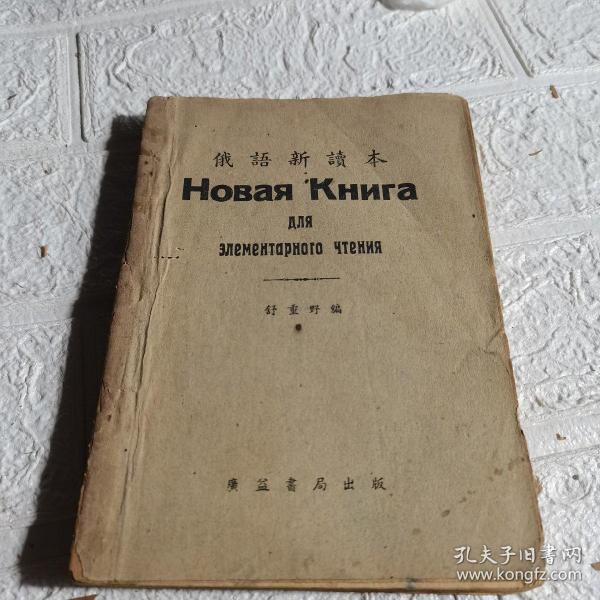 俄語新讀本
Новая Книга
для
элементарного чтения
舒重野編
廣益書局出版
孔夫子旧书网
www.kongfz.com